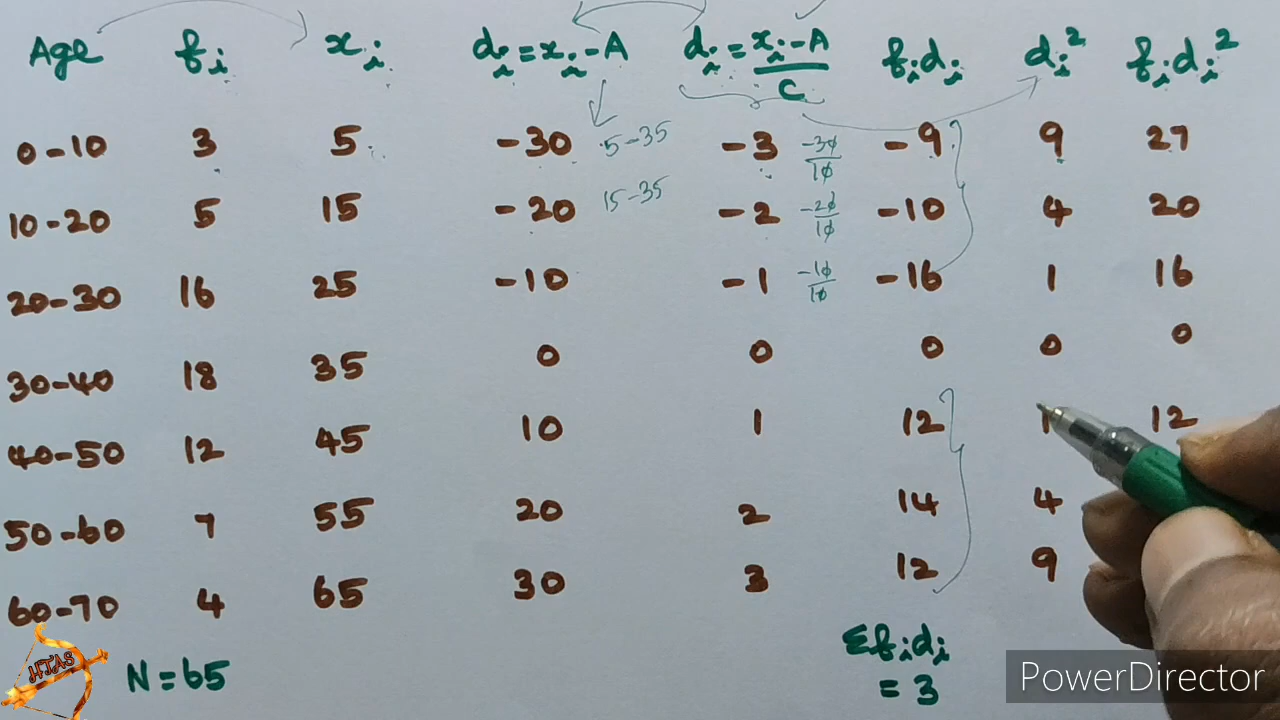 Age fᵢ xᵢ dᵢ = xᵢ - A dᵢ = xᵢ - A / C fᵢdᵢ dᵢ² fᵢdᵢ²
0-10 3 5 -30 5-35 -3 -30/10 -9 9 27
10-20 5 15 -20 15-35 -2 -20/10 -10 4 20
20-30 16 25 -10 -1 -10/10 -16 1 16
30-40 18 35 0 0 0 0 0
40-50 12 45 10 1 12 1 12
50-60 7 55 20 2 14 4
60-70 4 65 30 3 12 9
N = 65 Σfᵢdᵢ
= 3
HTAS
PowerDirector